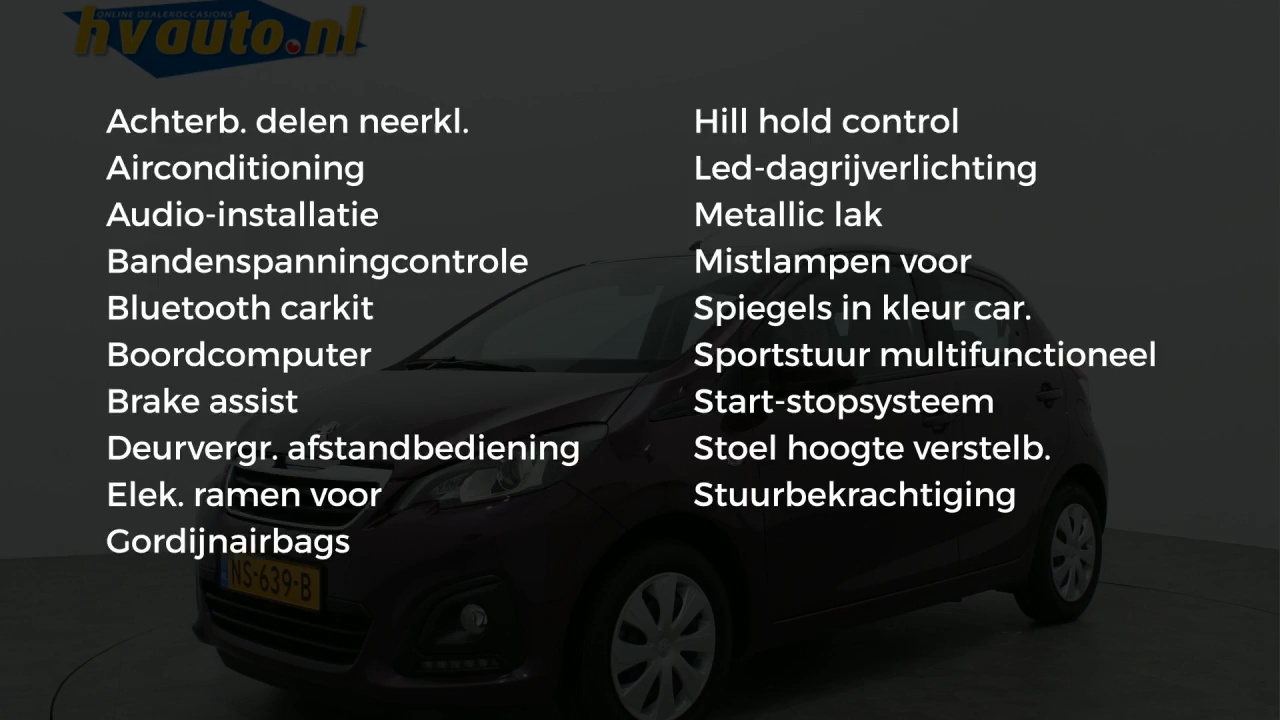 ONLINE DEALEROCCASIONS
hvauto.nl
Achterb. delen neerkl.
Airconditioning
Audio-installatie
Bandenspanningcontrole
Bluetooth carkit
Boordcomputer
Brake assist
Deurvergr. afstandbediening
Elek. ramen voor
Gordijnairbags
Hill hold control
Led-dagrijverlichting
Metallic lak
Mistlampen voor
Spiegels in kleur car.
Sportstuur multifunctioneel
Start-stopsysteem
Stoel hoogte verstelb.
Stuurbekrachtiging
NS-639-B